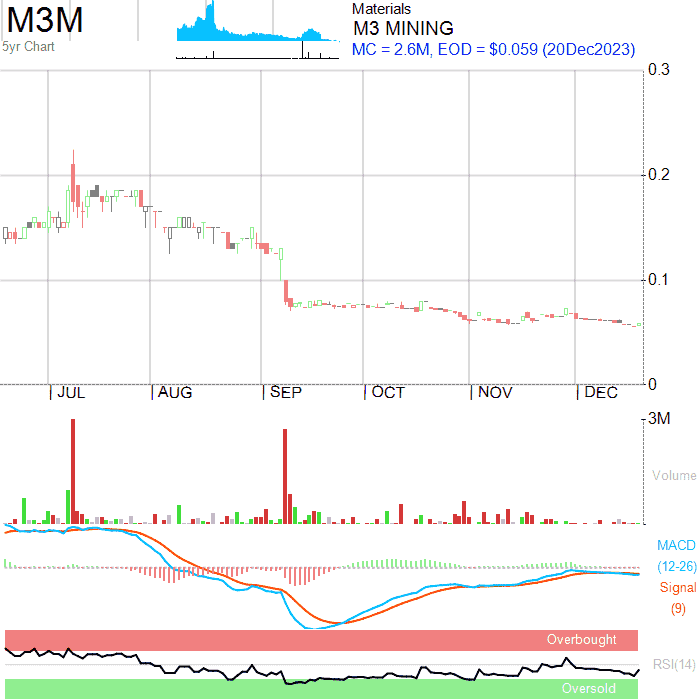 M3M
5yr Chart
Materials
M3 MINING
MC = 2.6M, EOD = $0.059 (20Dec2023)
0.3
0.2
0.1
0
JUL AUG SEP OCT NOV DEC
3M
Volume
MACD
(12-26)
Signal
(9)
Overbought
RSI(14)
Oversold